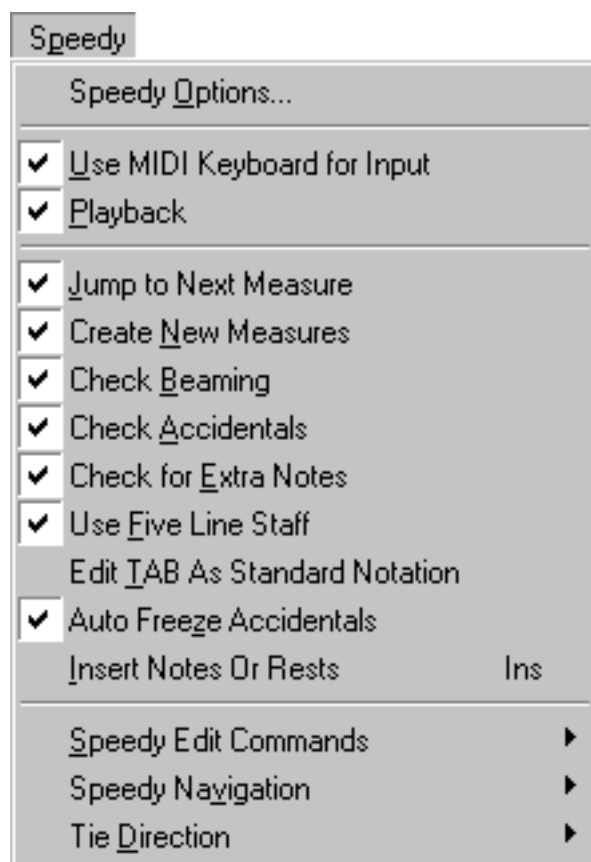 Speedy
Speedy Options...
Use MIDI Keyboard for Input
Playback
Jump to Next Measure
Create New Measures
Check Beaming
Check Accidentals
Check for Extra Notes
Use Five Line Staff
Edit TAB As Standard Notation
Auto Freeze Accidentals
Insert Notes Or Rests Ins
Speedy Edit Commands
Speedy Navigation
Tie Direction